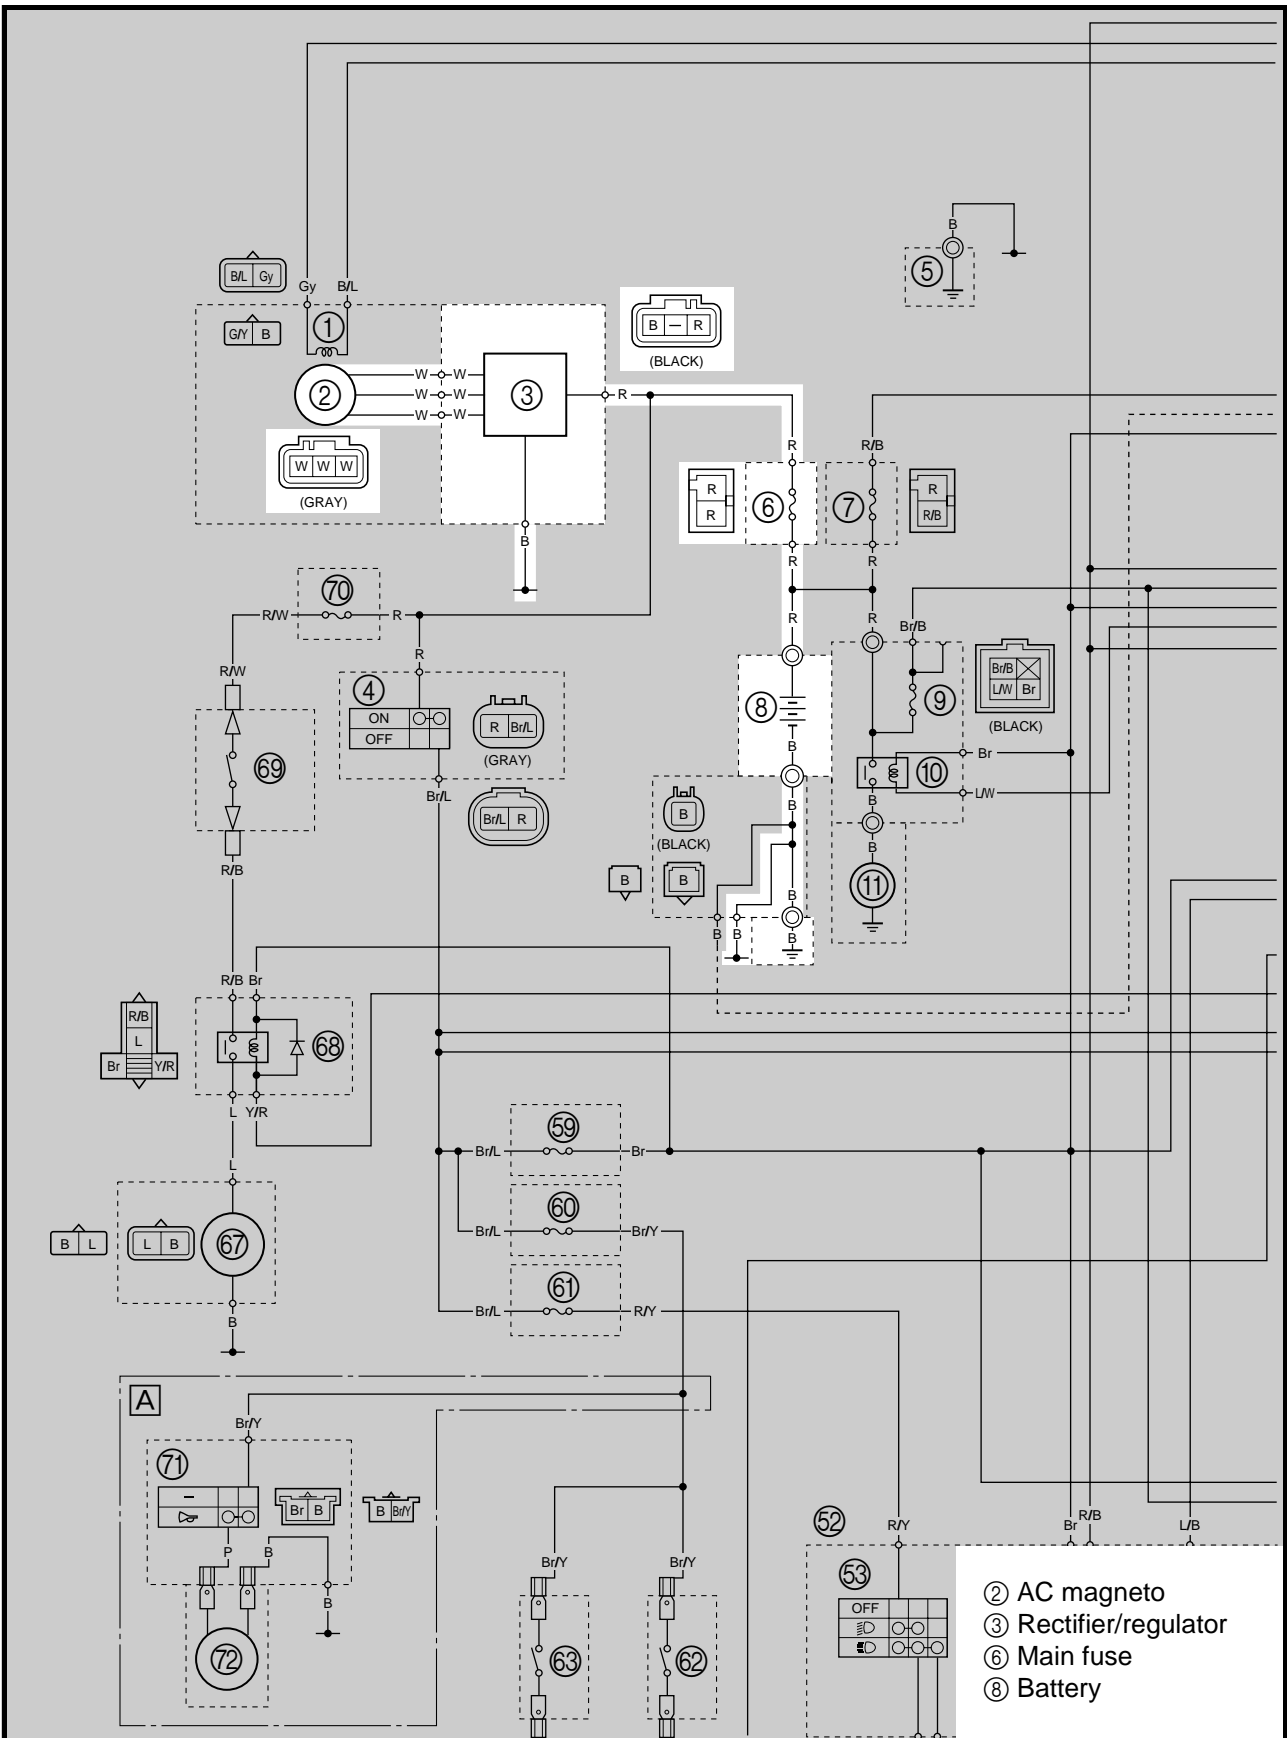 B
⑤
B/L Gy
Gy B/L
G/Y B
①
B — R
(BLACK)
W W
② W W ③ R
W W
W W W
(GRAY)
R R/B
R
R
⑥
⑦
R
R/B
B
R R
⑦⓪
R/W R
R
R/W
R R Br/B
④
ON
OFF
R Br/L
(GRAY)
⑧
⑨
Br/B
L/W Br
(BLACK)
B
⑩
Br
L/W
69
Br/L
Br/L R
B
(BLACK)
B
B
B
B
B
⑪
R/B
B
B B B
R/B Br
R/B
L
Br Y/R
68
L Y/R
L
Br/L 59 Br
Br/L 60 Br/Y
Br/L 61 R/Y
B L
L B
67
B
A
Br/Y
71
—
Br B
B Br/Y
P B
B
72
Br/Y Br/Y
63
62
52
R/Y
Br R/B
L/B
53
OFF
② AC magneto
③ Rectifier/regulator
⑥ Main fuse
⑧ Battery